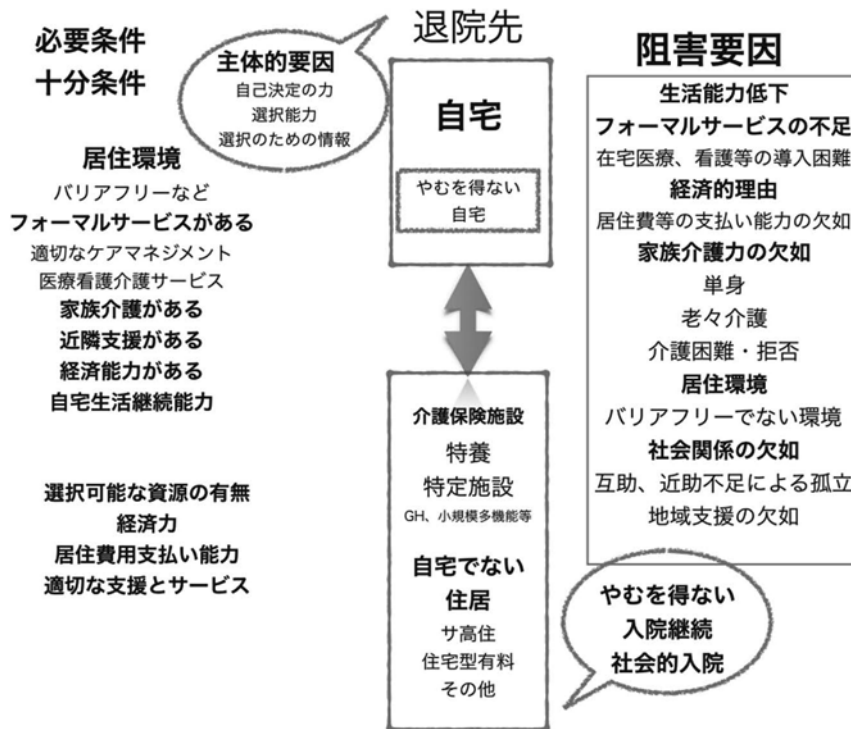 必要条件
十分条件
主体的要因
自己決定の力
選択能力
選択のための情報
居住環境
バリアフリーなど
フォーマルサービスがある
適切なケアマネジメント
医療看護介護サービス
家族介護がある
近隣支援がある
経済能力がある
自宅生活継続能力
選択可能な資源の有無
経済力
居住費用支払い能力
適切な支援とサービス
退院先
自宅
やむを得ない
自宅
介護保険施設
特養
特定施設
GH、小規模多機能等
自宅でない
住居
サ高住
住宅型有料
その他
阻害要因
生活能力低下
フォーマルサービスの不足
在宅医療、看護等の導入困難
経済的理由
居住費等の支払い能力の欠如
家族介護力の欠如
単身
老々介護
介護困難・拒否
居住環境
バリアフリーでない環境
社会関係の欠如
互助、近助不足による孤立
地域支援の欠如
やむを得ない
入院継続
社会的入院